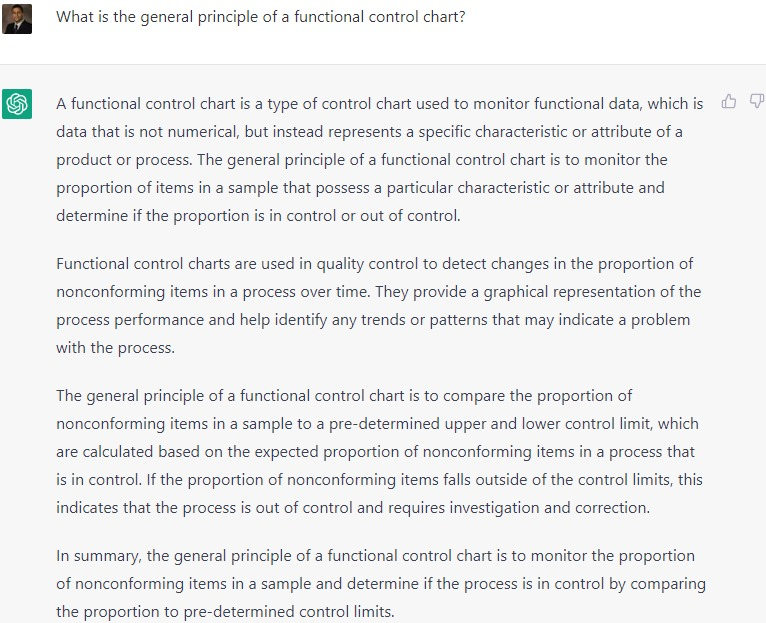 What is the general principle of a functional control chart?
A functional control chart is a type of control chart used to monitor functional data, which is
data that is not numerical, but instead represents a specific characteristic or attribute of a
product or process. The general principle of a functional control chart is to monitor the
proportion of items in a sample that possess a particular characteristic or attribute and
determine if the proportion is in control or out of control.
Functional control charts are used in quality control to detect changes in the proportion of
nonconforming items in a process over time. They provide a graphical representation of the
process performance and help identify any trends or patterns that may indicate a problem
with the process.
The general principle of a functional control chart is to compare the proportion of
nonconforming items in a sample to a pre-determined upper and lower control limit, which
are calculated based on the expected proportion of nonconforming items in a process that
is in control. If the proportion of nonconforming items falls outside of the control limits, this
indicates that the process is out of control and requires investigation and correction.
In summary, the general principle of a functional control chart is to monitor the proportion
of nonconforming items in a sample and determine if the process is in control by comparing
the proportion to pre-determined control limits.